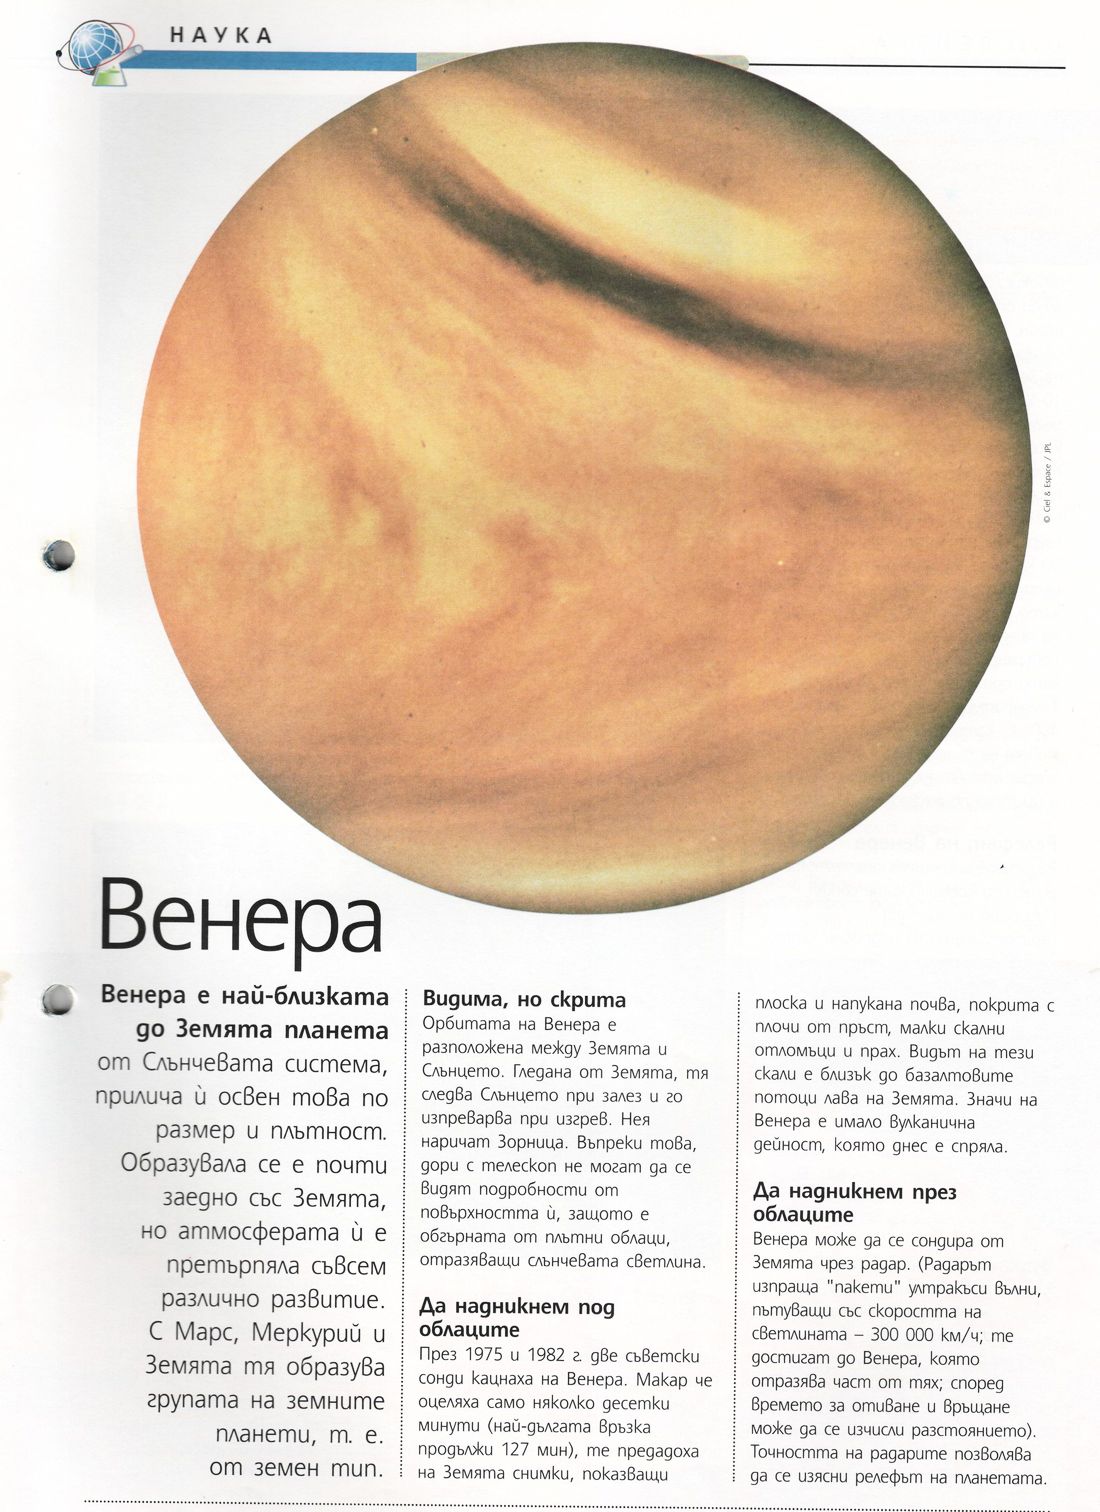 НАУКА
© Ciel & Espace / JPL
Венера
Венера е най-близката
до Земята планета
от Слънчевата система,
прилича ѝ освен това по
размер и плътност.
Образувала се е почти
заедно със Земята,
но атмосферата ѝ е
претърпяла съвсем
различно развитие.
С Марс, Меркурий и
Земята тя образува
групата на земните
планети, т. е.
от земен тип.
Видима, но скрита
Орбитата на Венера е
разположена между Земята и
Слънцето. Гледана от Земята, тя
следва Слънцето при залез и го
изпреварва при изгрев. Нея
наричат Зорница. Въпреки това,
дори с телескоп не могат да се
видят подробности от
повърхността ѝ, защото е
обгърната от плътни облаци,
отразяващи слънчевата светлина.
Да надникнем под
облаците
През 1975 и 1982 г. две съветски
сонди кацнаха на Венера. Макар че
оцеляха само няколко десетки
минути (най-дългата връзка
продължи 127 мин), те предадоха
на Земята снимки, показващи
плоска и напукана почва, покрита с
плочи от пръст, малки скални
отломъци и прах. Видът на тези
скали е близък до базалтовите
потоци лава на Земята. Значи на
Венера е имало вулканична
дейност, която днес е спряла.
Да надникнем през
облаците
Венера може да се сондира от
Земята чрез радар. (Радарът
изпраща "пакети" ултракъси вълни,
пътуващи със скоростта на
светлината – 300 000 км/ч; те
достигат до Венера, която
отразява част от тях; според
времето за отиване и връщане
може да се изчисли разстоянието).
Точността на радарите позволява
да се изясни релефът на планетата.